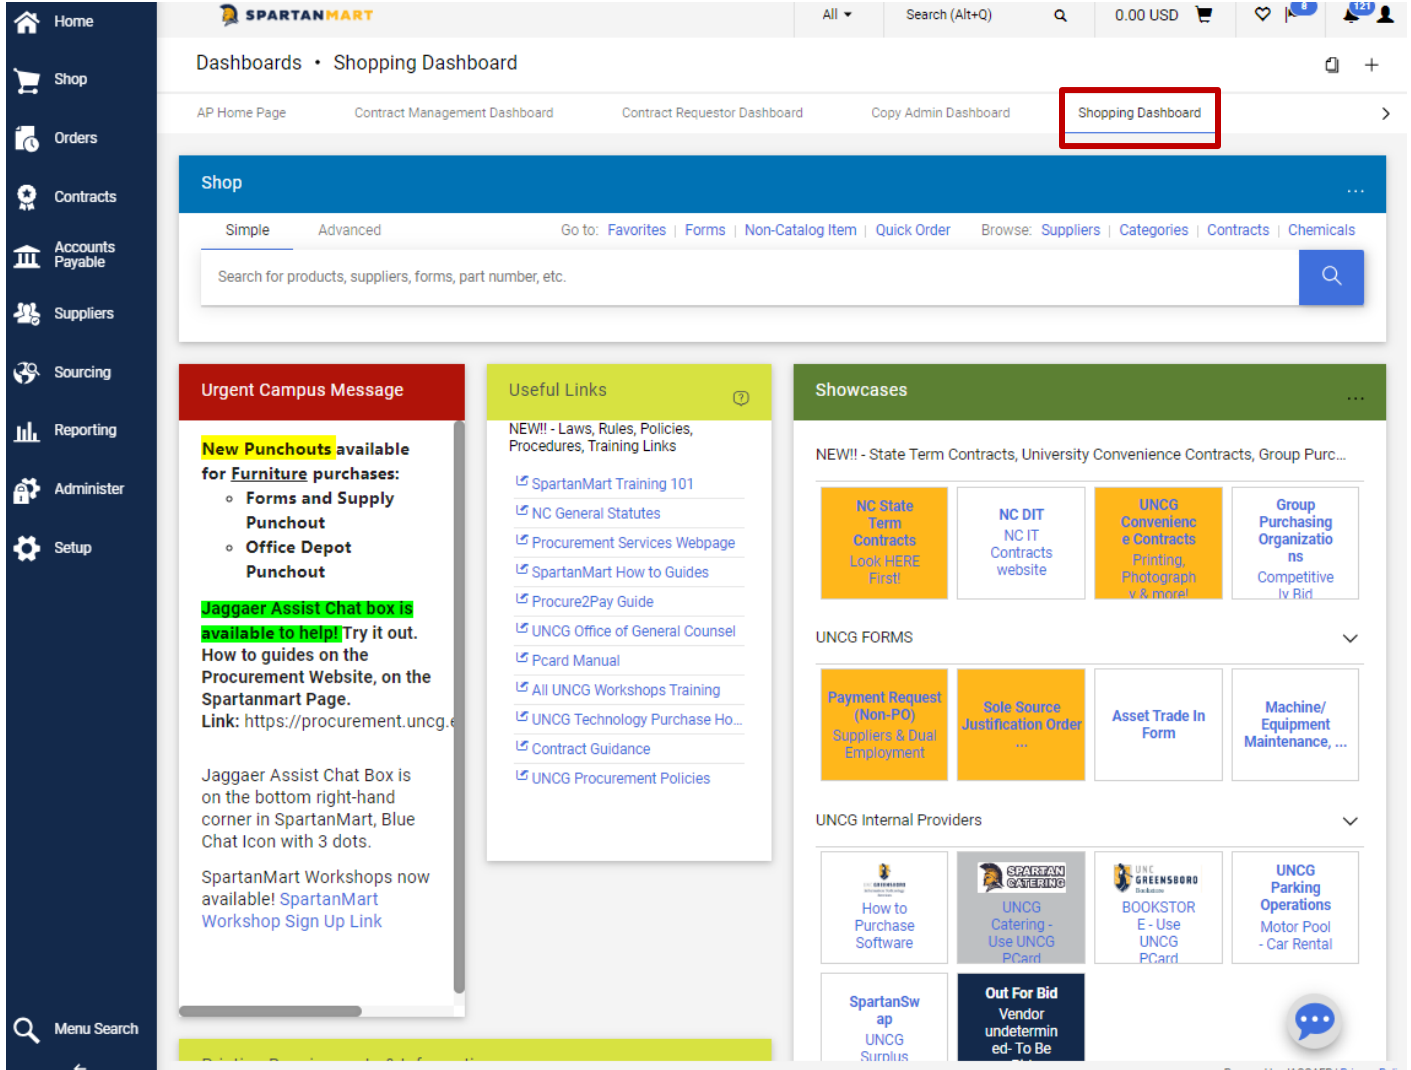 Home
Shop
Orders
Contracts
Accounts
Payable
Suppliers
Sourcing
Reporting
Administer
Setup
Menu Search
SPARTANMART
All
Search (Alt+Q)
0.00 USD
8
121
Dashboards • Shopping Dashboard
AP Home Page
Contract Management Dashboard
Contract Requestor Dashboard
Copy Admin Dashboard
Shopping Dashboard
Shop
...
Simple
Advanced
Go to: Favorites | Forms | Non-Catalog Item | Quick Order
Browse: Suppliers | Categories | Contracts | Chemicals
Search for products, suppliers, forms, part number, etc.
Urgent Campus Message
New Punchouts available
for Furniture purchases:
Forms and Supply
Punchout
Office Depot
Punchout
Jaggaer Assist Chat box is
available to help! Try it out.
How to guides on the
Procurement Website, on the
Spartanmart Page.
Link: https://procurement.uncg.e
Jaggaer Assist Chat Box is
on the bottom right-hand
corner in SpartanMart, Blue
Chat Icon with 3 dots.
SpartanMart Workshops now
available! SpartanMart
Workshop Sign Up Link
Useful Links
?
NEW!! - Laws, Rules, Policies,
Procedures, Training Links
SpartanMart Training 101
NC General Statutes
Procurement Services Webpage
SpartanMart How to Guides
Procure2Pay Guide
UNCG Office of General Counsel
Pcard Manual
All UNCG Workshops Training
UNCG Technology Purchase Ho...
Contract Guidance
UNCG Procurement Policies
Showcases
...
NEW!! - State Term Contracts, University Convenience Contracts, Group Purc...
NC State
Term
Contracts
Look HERE
First!
NC DIT
NC IT
Contracts
website
UNCG
Convenienc
e Contracts
Printing,
Photograph
y & more!
Group
Purchasing
Organizatio
ns
Competitive
ly Bid
UNCG FORMS
Payment Request
(Non-PO)
Suppliers & Dual
Employment
Sole Source
Justification Order
...
Asset Trade In
Form
Machine/
Equipment
Maintenance, ...
UNCG Internal Providers
How to
Purchase
Software
SPARTAN
CATERING
UNCG
Catering -
Use UNCG
PCard
UNC
GREENSBORO
Bookstore
BOOKSTOR
E - Use
UNCG
PCard
UNCG
Parking
Operations
Motor Pool
- Car Rental
SpartanSw
ap
UNCG
Surplus
Out For Bid
Vendor
undetermin
ed- To Be